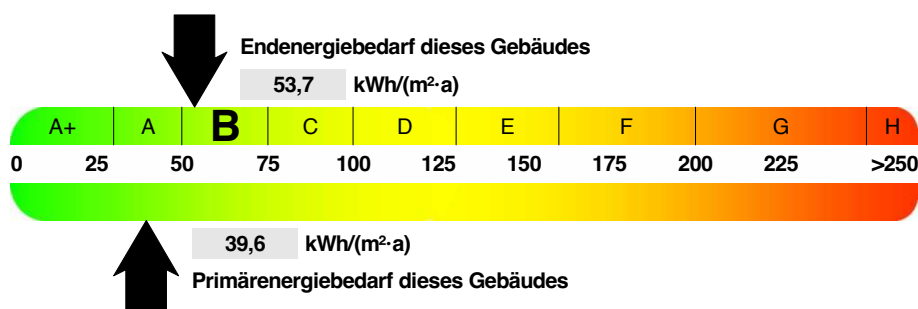 Endenergiebedarf dieses Gebäudes
53,7 kWh/(m²·a)
A+ A B C D E F G H
0 25 50 75 100 125 150 175 200 225 >250
39,6 kWh/(m²·a)
Primärenergiebedarf dieses Gebäudes